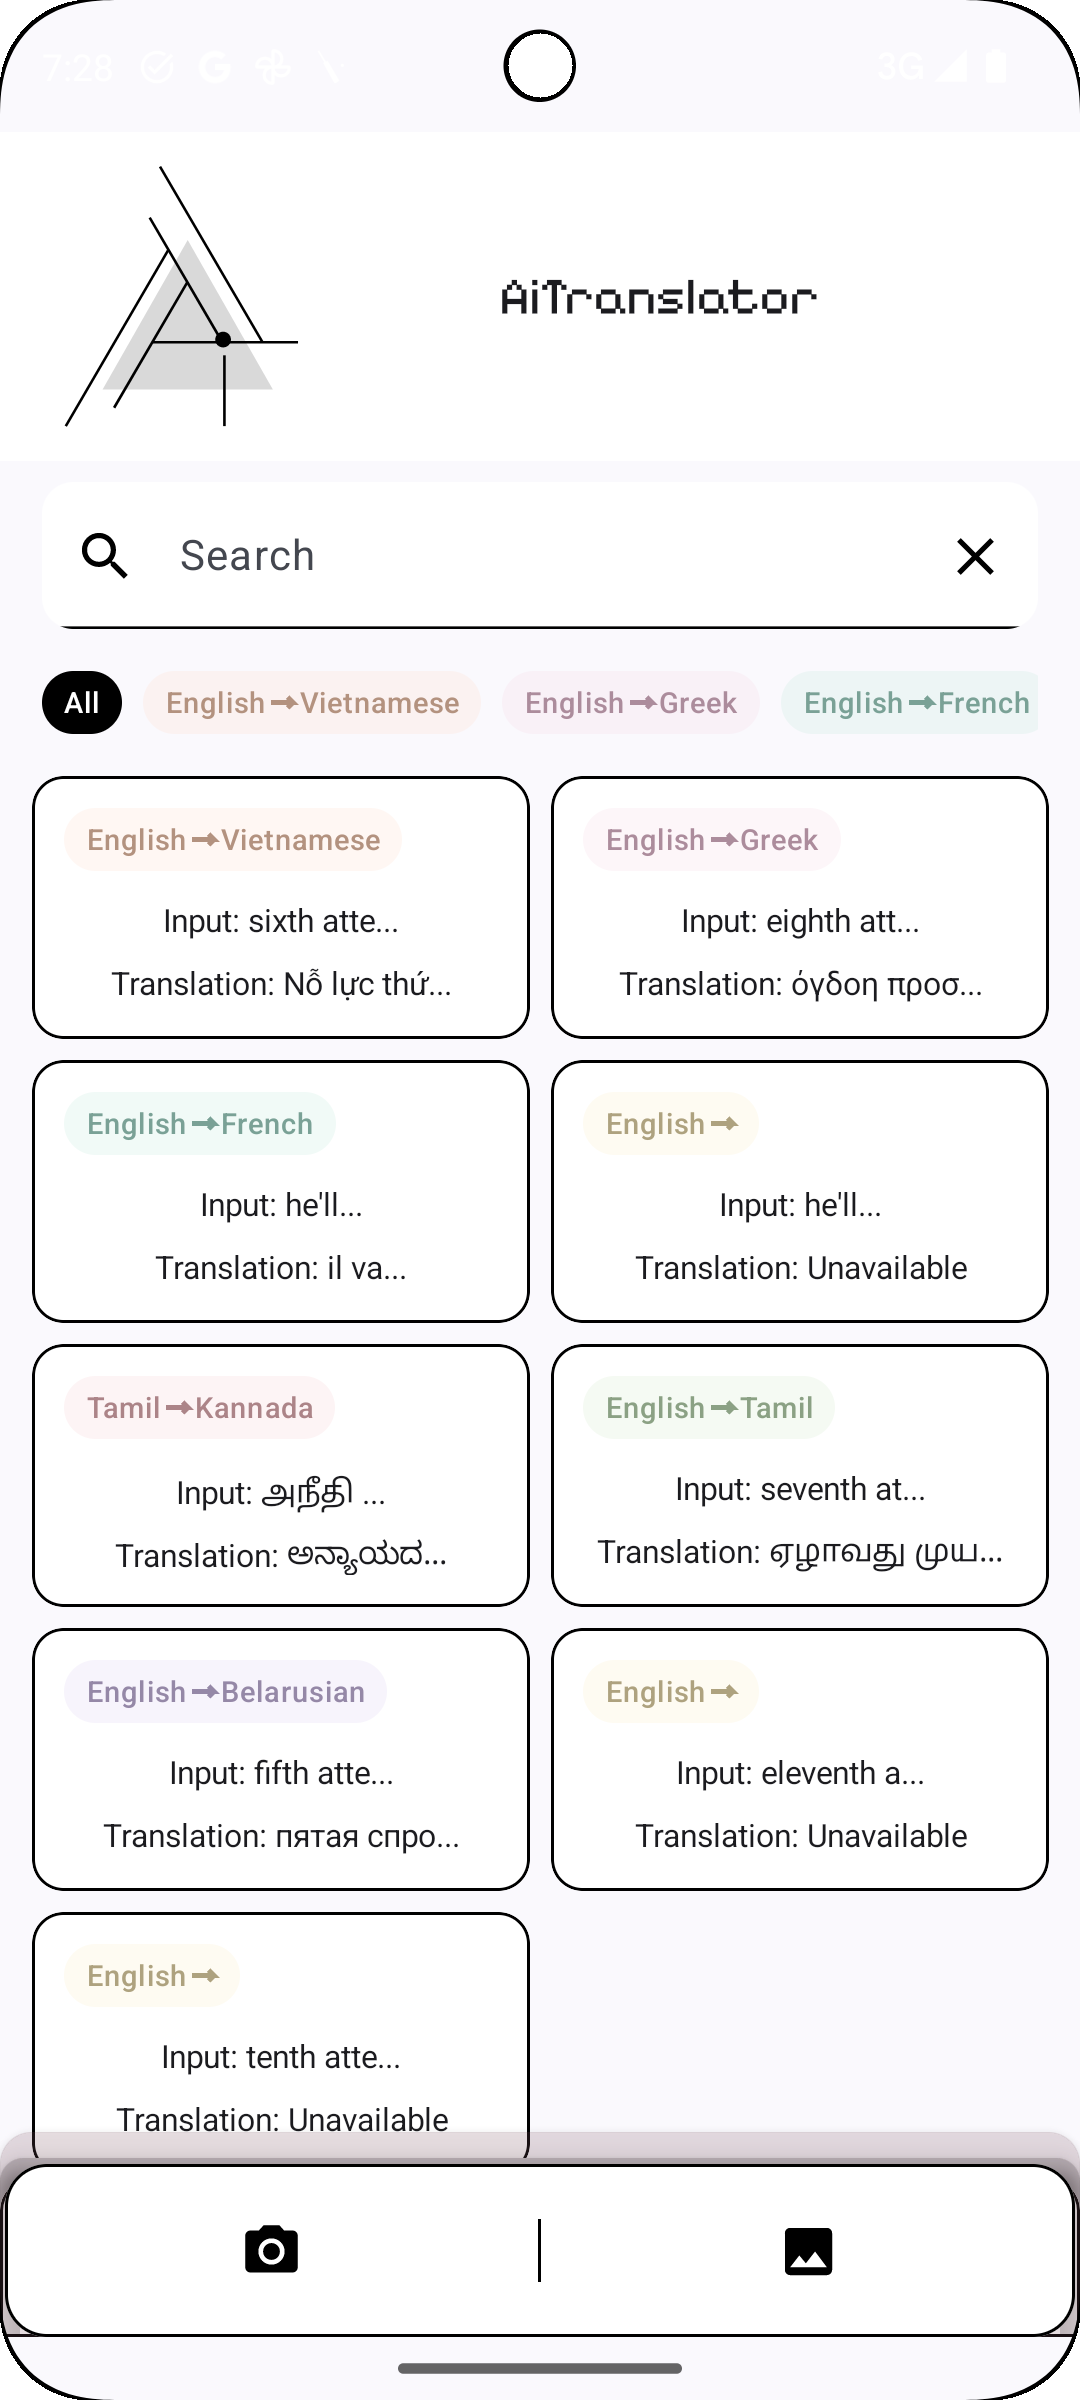 7:28 3G
AiTranslator
Search
All English Vietnamese English Greek English French
English Vietnamese
Input: sixth atte...
Translation: Nỗ lực thứ...
English Greek
Input: eighth att...
Translation: όγδοη προσ...
English French
Input: he'll...
Translation: il va...
English
Input: he'll...
Translation: Unavailable
Tamil Kannada
Input: அநீதி ...
Translation: ಅನ್ಯಾಯದ...
English Tamil
Input: seventh at...
Translation: ஏழாவது முய...
English Belarusian
Input: fifth atte...
Translation: пятая спро...
English
Input: eleventh a...
Translation: Unavailable
English
Input: tenth atte...
Translation: Unavailable